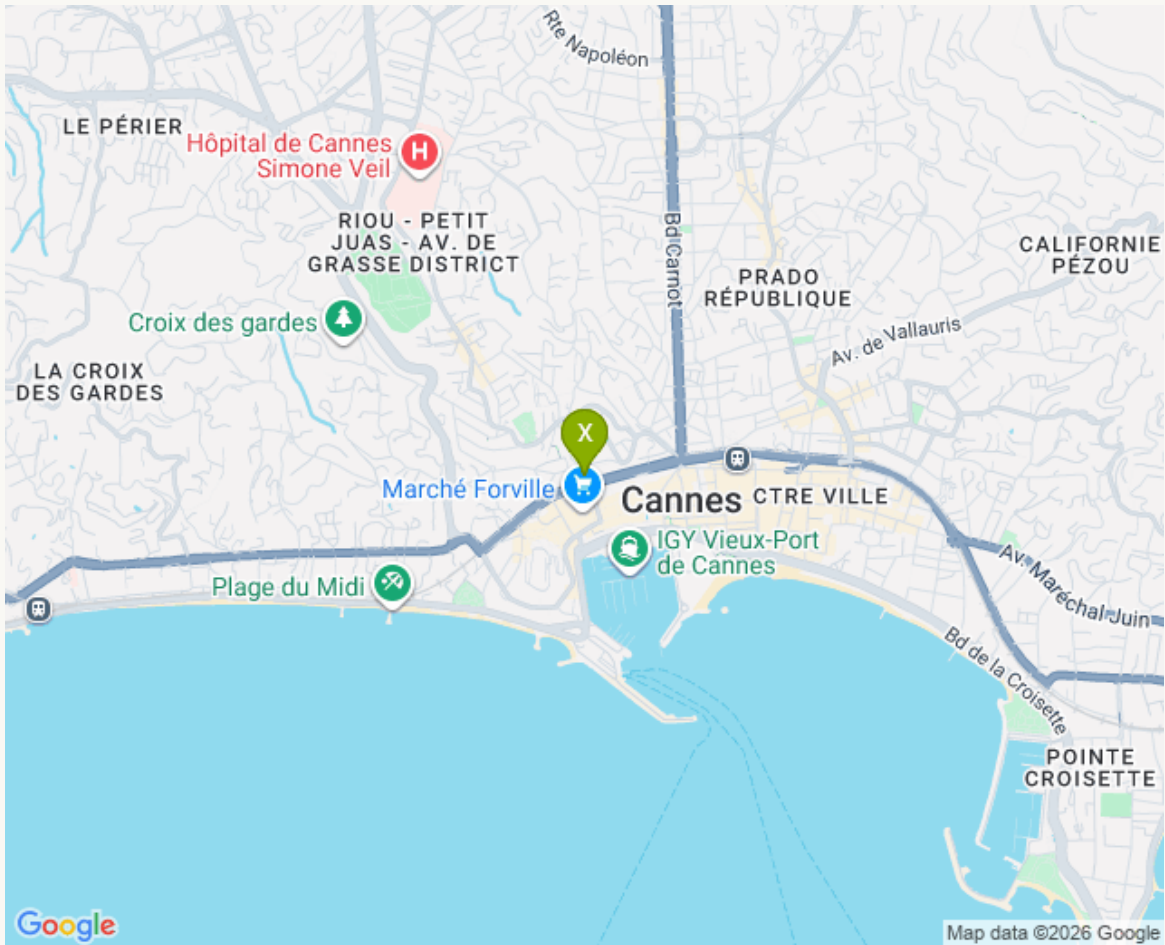 Rte Napoléon
LE PÉRIER
Hôpital de Cannes
Simone Veil
H
RIOU - PETIT
JUAS - AV. DE
GRASSE DISTRICT
Bd Carnot
PRADO
RÉPUBLIQUE
CALIFORNIE
PÉZOU
Croix des gardes
Av. de Vallauris
LA CROIX
DES GARDES
X
Marché Forville
Cannes
CTRE VILLE
IGY Vieux-Port
de Cannes
Plage du Midi
Av. Maréchal Juin
Bd de la Croisette
POINTE
CROISETTE
Google
Map data ©2026 Google